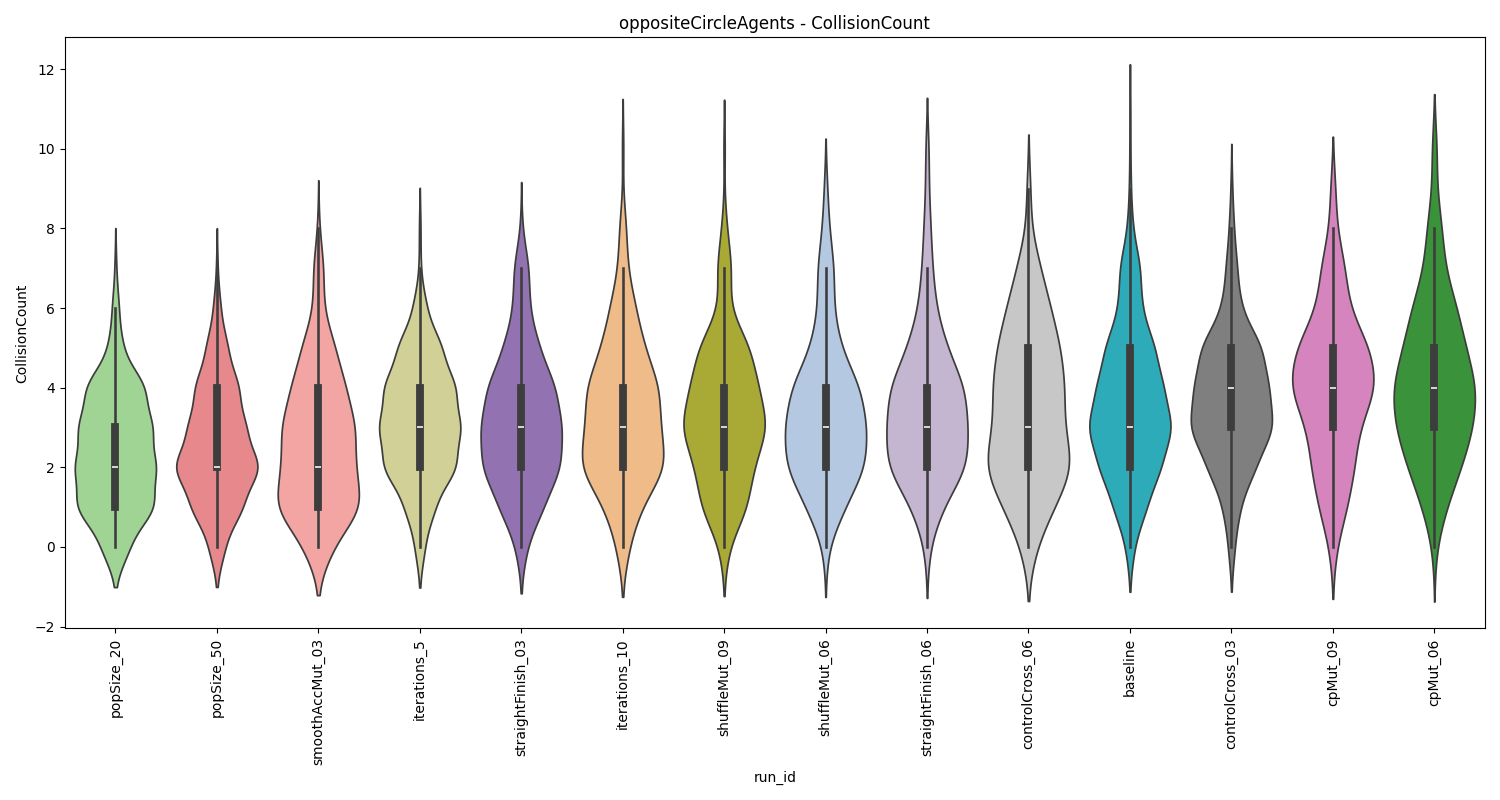 oppositeCircleAgents - CollisionCount
CollisionCount
12
10
8
6
4
2
0
−2
popSize_20
popSize_50
smoothAccMut_03
iterations_5
straightFinish_03
iterations_10
shuffleMut_09
shuffleMut_06
straightFinish_06
controlCross_06
baseline
controlCross_03
cpMut_09
cpMut_06
run_id